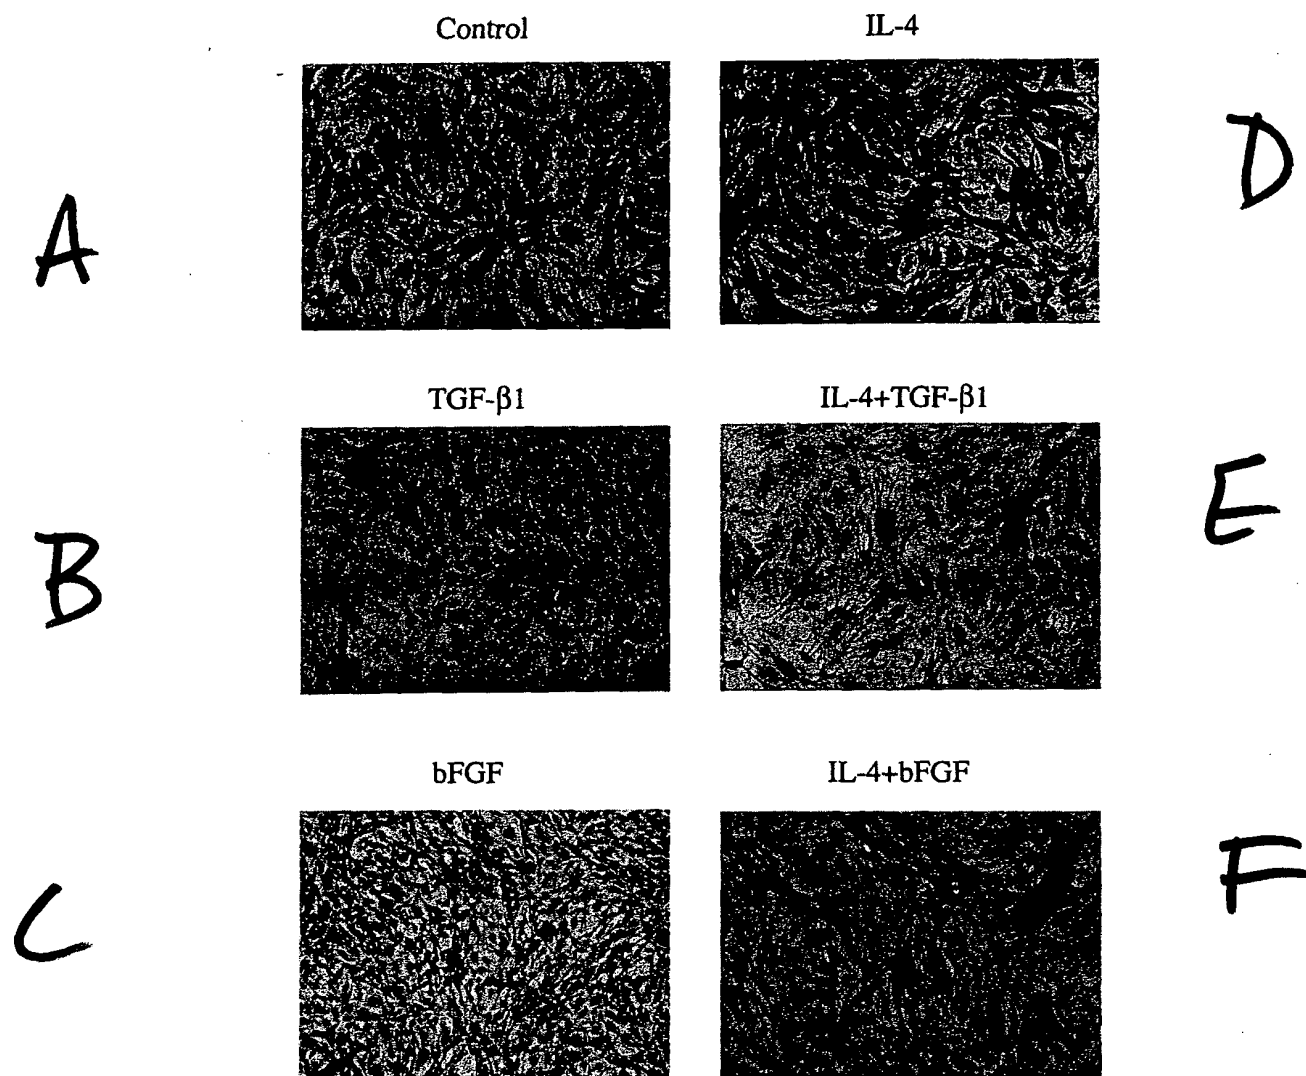 Control
IL-4
A
D
TGF-β1
IL-4+TGF-β1
B
E
bFGF
IL-4+bFGF
C
F